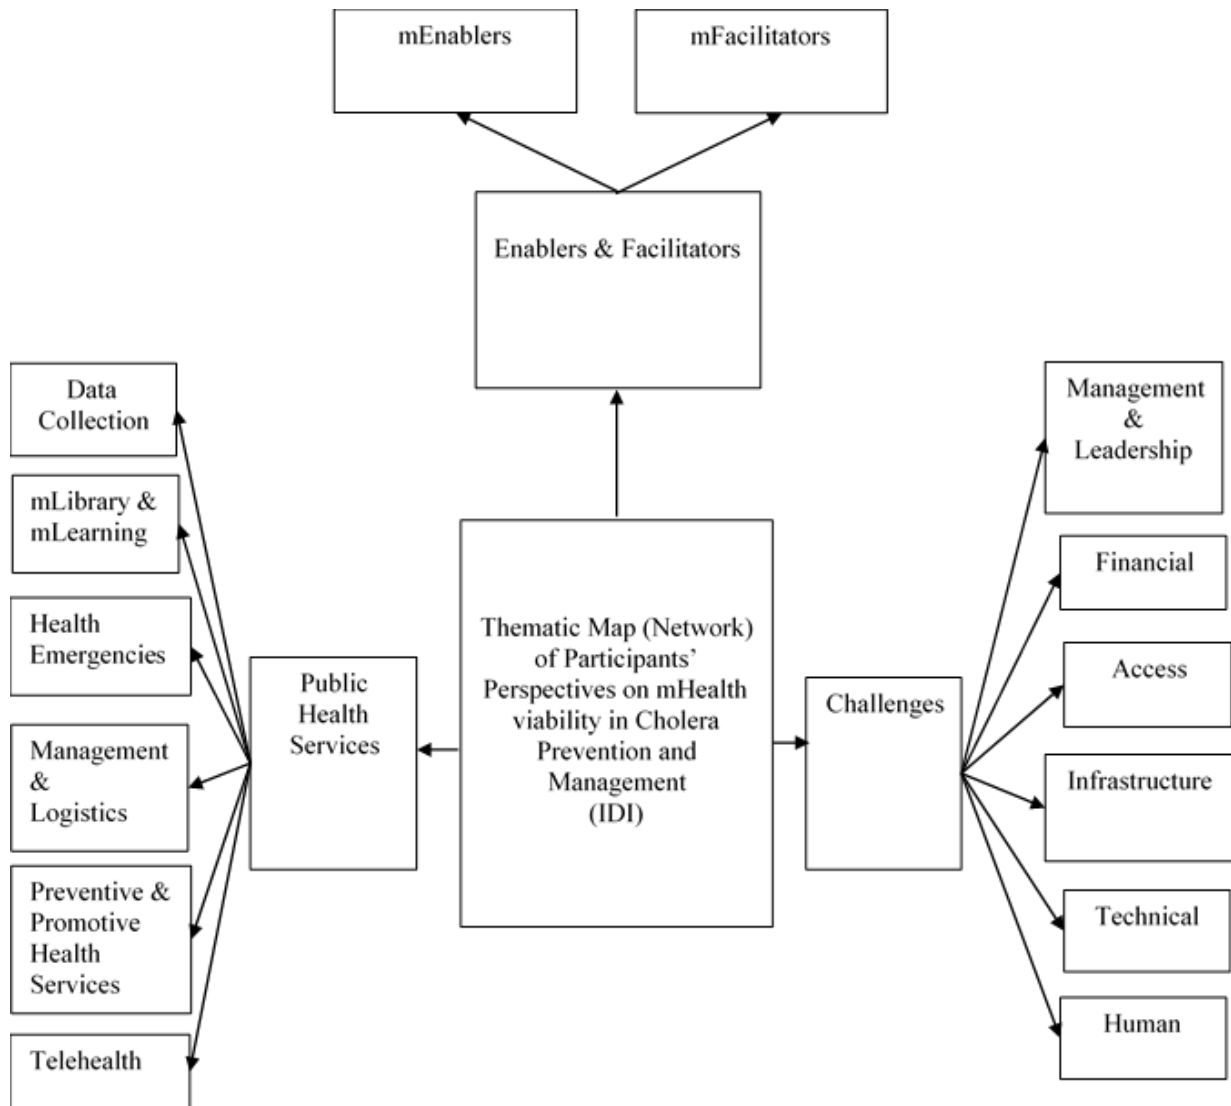 mEnablers
mFacilitators
Enablers & Facilitators
Data
Collection
mLibrary &
mLearning
Health
Emergencies
Management
&
Logistics
Preventive &
Promotive
Health
Services
Telehealth
Public
Health
Services
Thematic Map (Network)
of Participants’
Perspectives on mHealth
viability in Cholera
Prevention and
Management
(IDI)
Challenges
Management
&
Leadership
Financial
Access
Infrastructure
Technical
Human